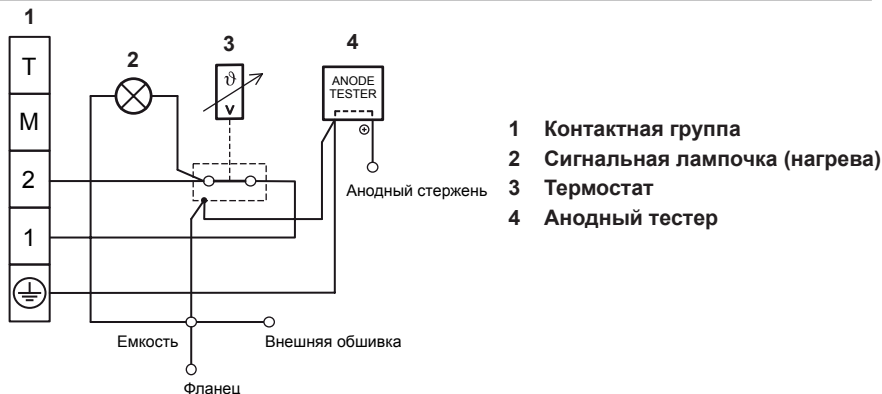 1
2
3
4
T
M
2
1
ϑ
ANODE
TESTER
⊕
Анодный стержень
Емкость
Внешняя обшивка
Фланец
1 Контактная группа
2 Сигнальная лампочка (нагрева)
3 Термостат
4 Анодный тестер